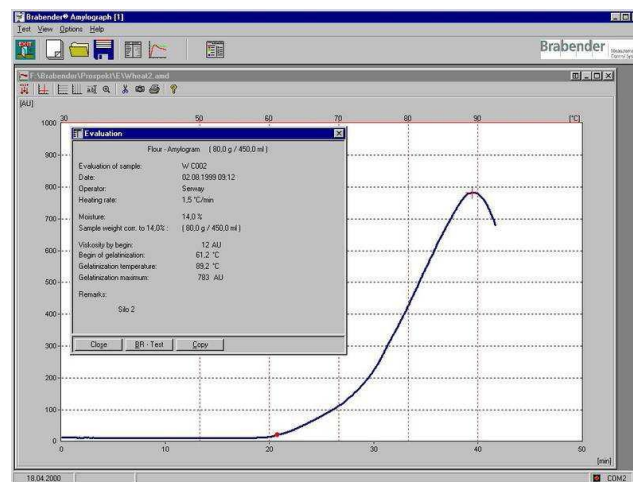 Brabender® Amylograph [1]
Test View Options Help
EXIT
Brabender
F:\Brabender\Prospekt\E\Wheat2.amd
[AU]
30 50 60 70 80 90 [°C]
1000
900
800
700
600
500
400
300
200
100
0
0 10 20 30 40 50
[min]
Evaluation
Flour - Amylogram ( 80,0 g / 450,0 ml )
Evaluation of sample: W C002
Date: 02.08.1999 09:12
Operator: Serway
Heating rate: 1,5 °C/min
Moisture: 14,0 %
Sample weight corr. to 14,0% : ( 80,0 g / 450,0 ml )
Viskosity by begin: 12 AU
Begin of gelatinization: 61,2 °C
Gelatinization temperature: 89,2 °C
Gelatinization maximum: 783 AU
Remarks:
Silo 2
Close BR - Test Copy
18.04.2000 COM2